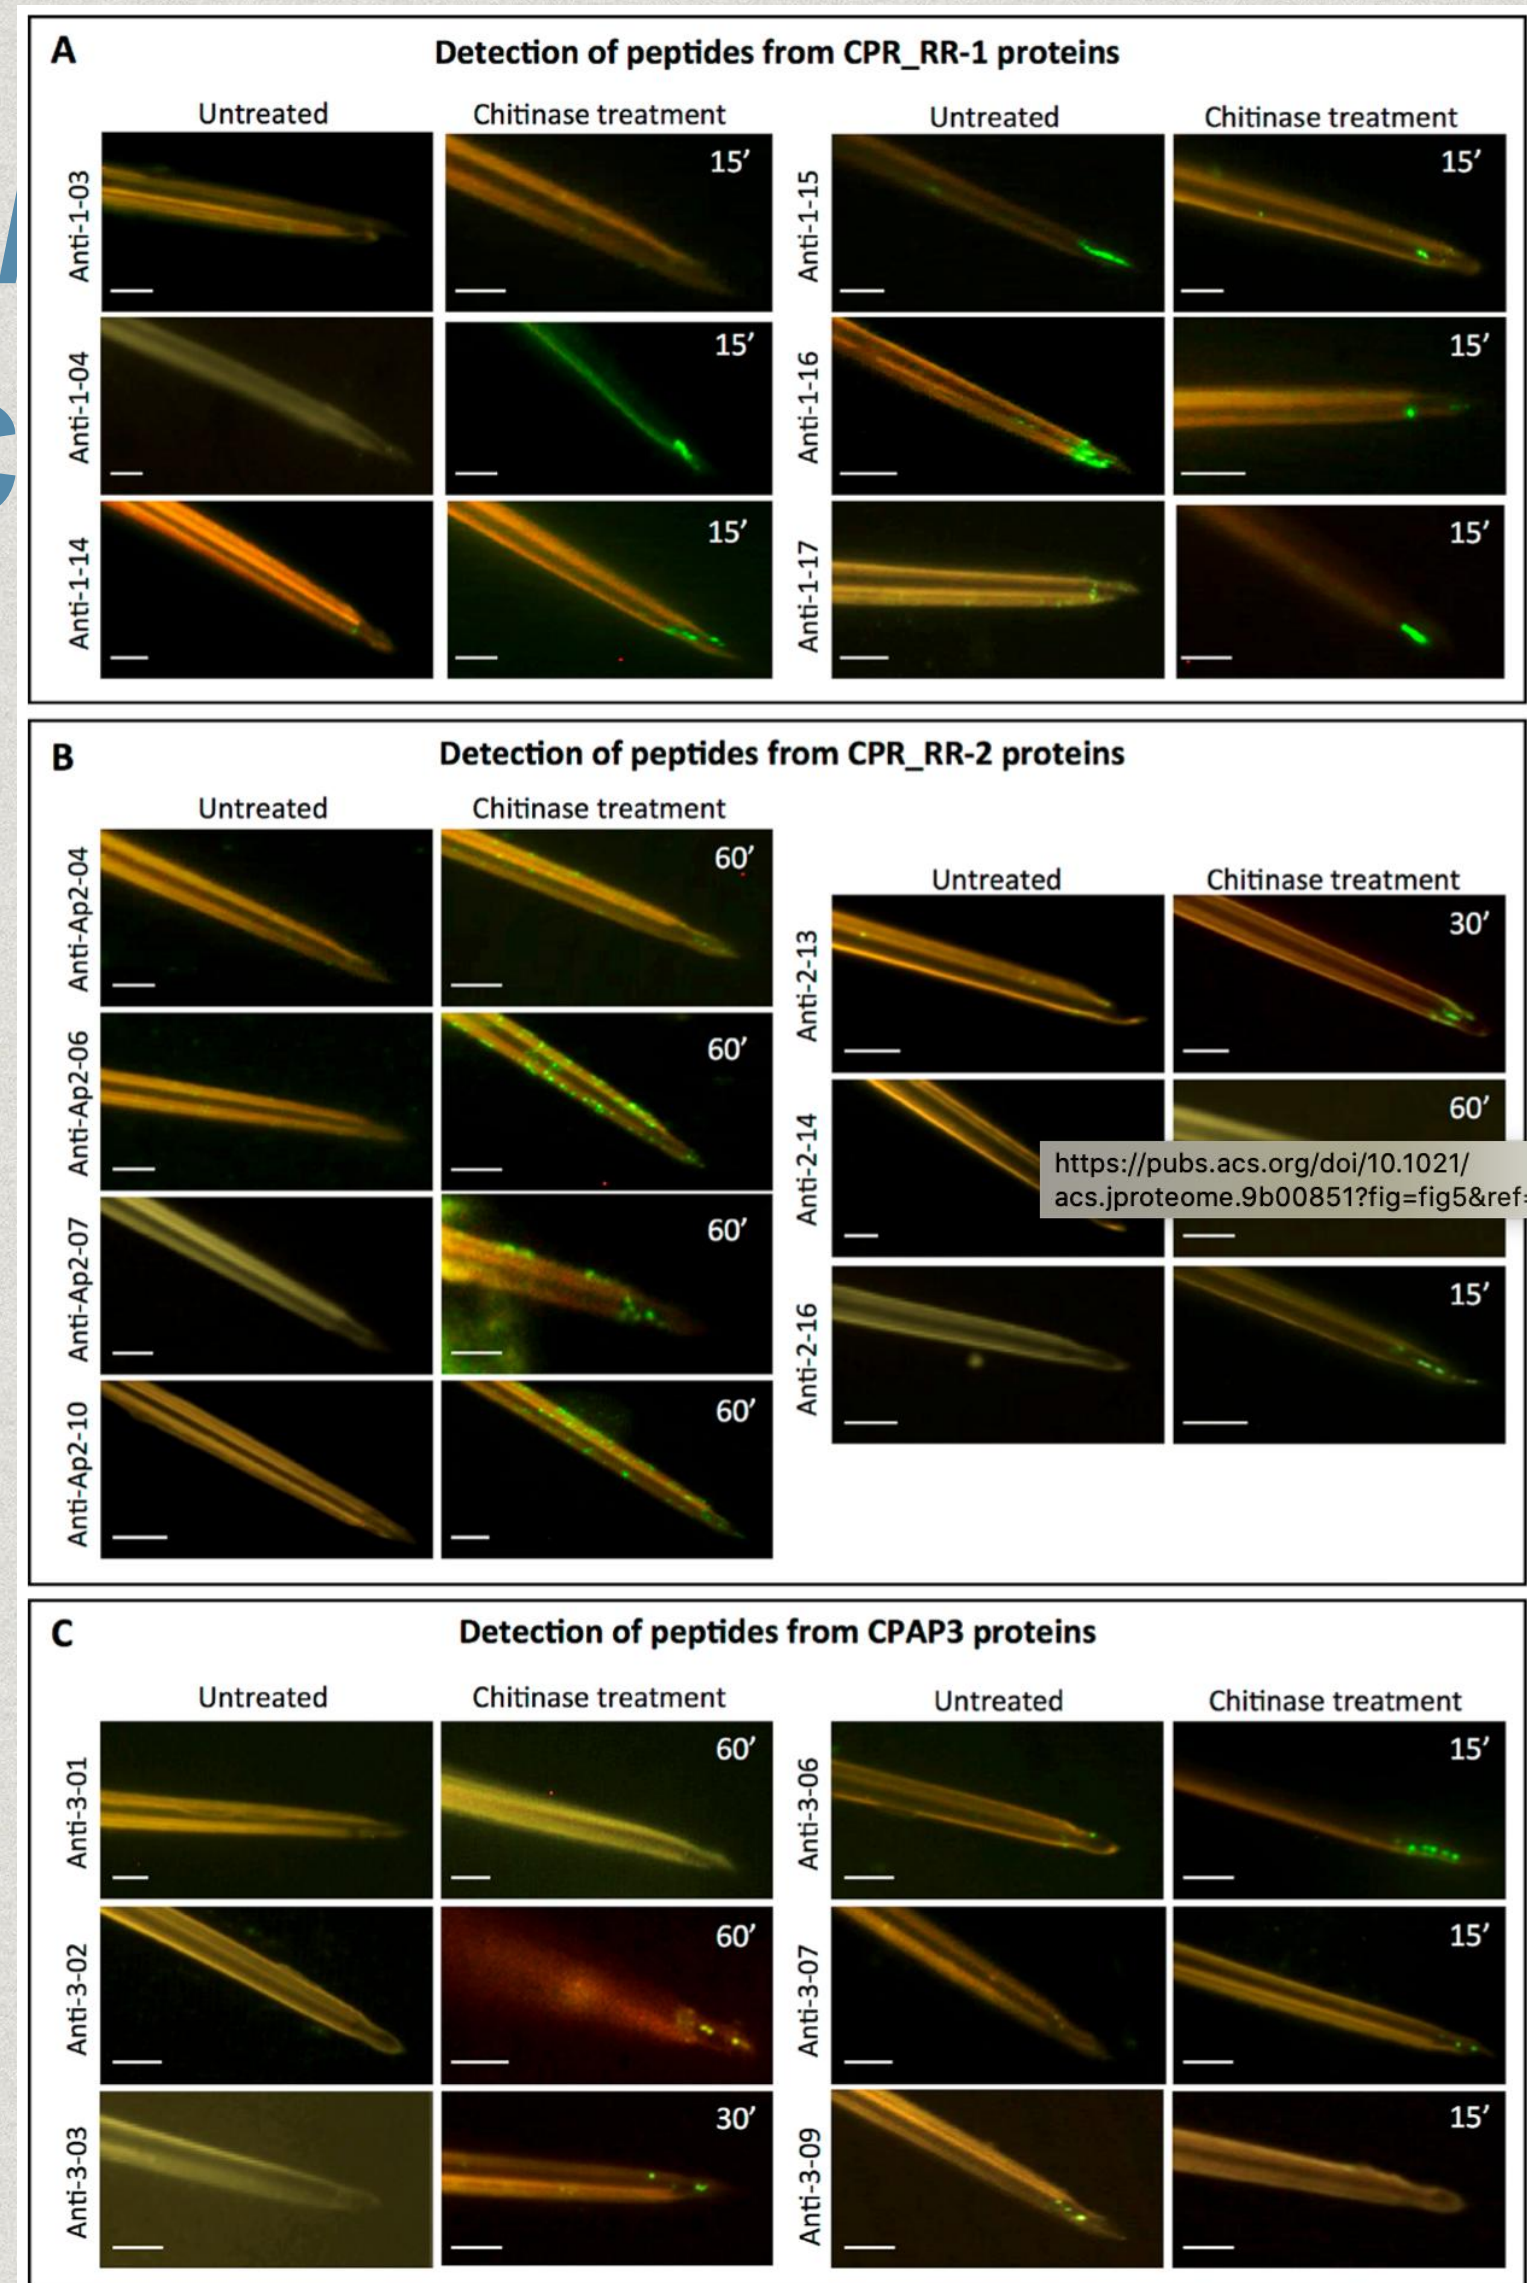 A
Detection of peptides from CPR_RR-1 proteins
Untreated
Chitinase treatment
Untreated
Chitinase treatment
Anti-1-03
15′
Anti-1-15
15′
Anti-1-04
15′
Anti-1-16
15′
Anti-1-14
15′
Anti-1-17
15′
B
Detection of peptides from CPR_RR-2 proteins
Untreated
Chitinase treatment
Anti-Ap2-04
60′
Anti-Ap2-06
60′
Anti-Ap2-07
60′
Anti-Ap2-10
60′
Untreated
Chitinase treatment
Anti-2-13
30′
Anti-2-14
60′
https://pubs.acs.org/doi/10.1021/
acs.jproteome.9b00851?fig=fig5&ref=
Anti-2-16
15′
C
Detection of peptides from CPAP3 proteins
Untreated
Chitinase treatment
Untreated
Chitinase treatment
Anti-3-01
60′
Anti-3-06
15′
Anti-3-02
60′
Anti-3-07
15′
Anti-3-03
30′
Anti-3-09
15′